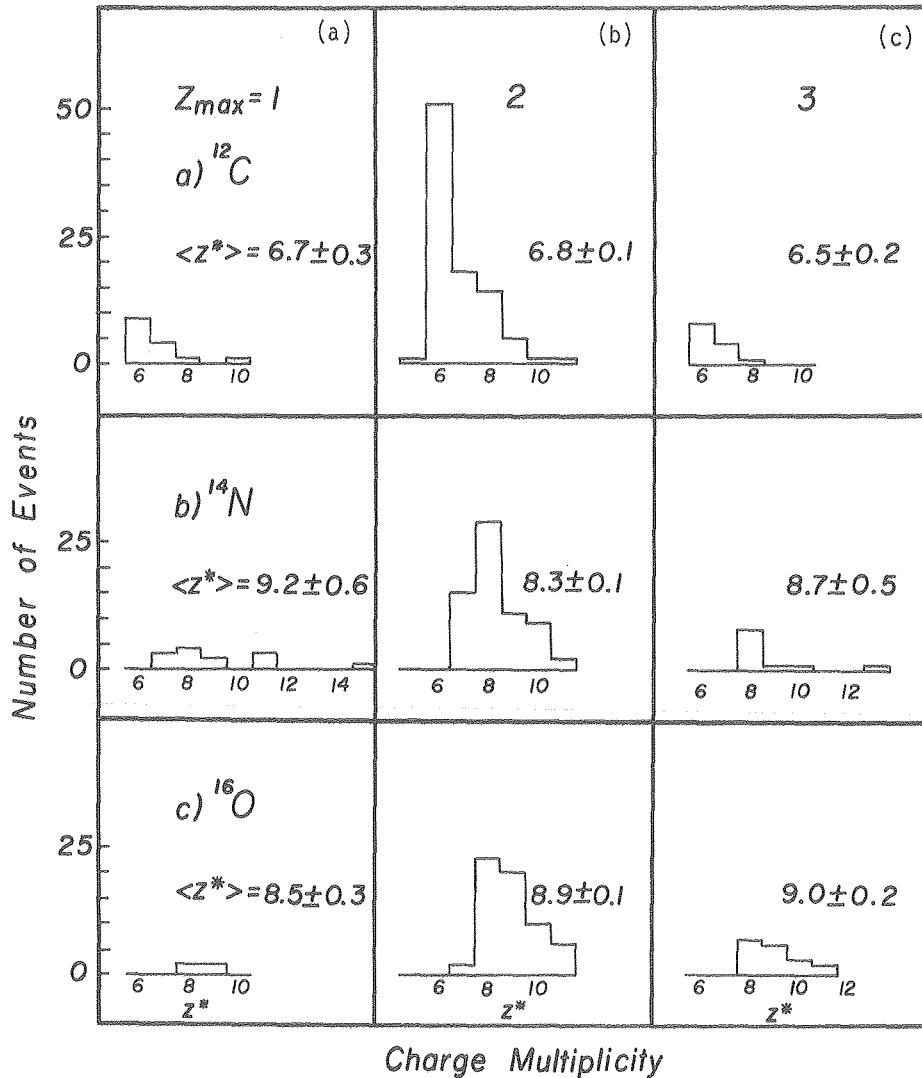 (a) (b) (c)
Zmax=1 2 3
50
a) ¹²C
25
<z*>=6.7±0.3 6.8±0.1 6.5±0.2
0
6 8 10 6 8 10 6 8 10
b) ¹⁴N
25
<z*>=9.2±0.6 8.3±0.1 8.7±0.5
0
6 8 10 12 14 6 8 10 6 8 10 12
c) ¹⁶O
25
<z*>=8.5±0.3 8.9±0.1 9.0±0.2
0
6 8 10 6 8 10 6 8 10 12
z* z* z*
Number of Events
Charge Multiplicity